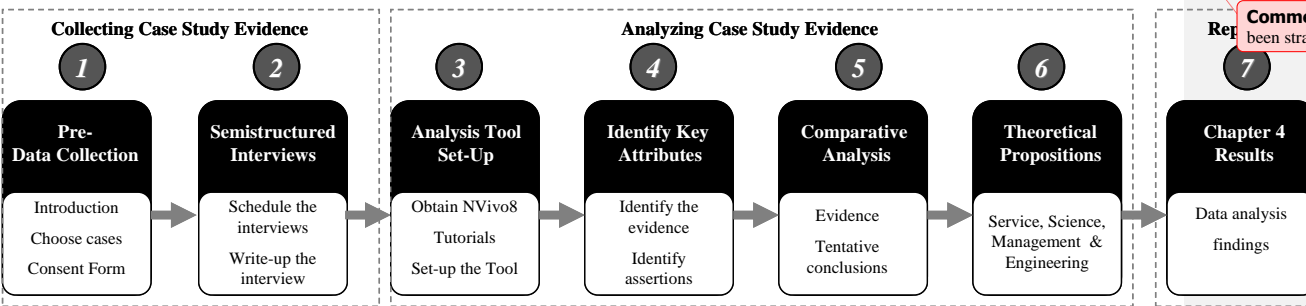 Collecting Case Study Evidence
Analyzing Case Study Evidence
Rep
Comme
been stra
1
2
3
4
5
6
7
Pre-
Data Collection
Introduction
Choose cases
Consent Form
Semistructured
Interviews
Schedule the
interviews
Write-up the
interview
Analysis Tool
Set-Up
Obtain NVivo8
Tutorials
Set-up the Tool
Identify Key
Attributes
Identify the
evidence
Identify
assertions
Comparative
Analysis
Evidence
Tentative
conclusions
Theoretical
Propositions
Service, Science,
Management &
Engineering
Chapter 4
Results
Data analysis
findings